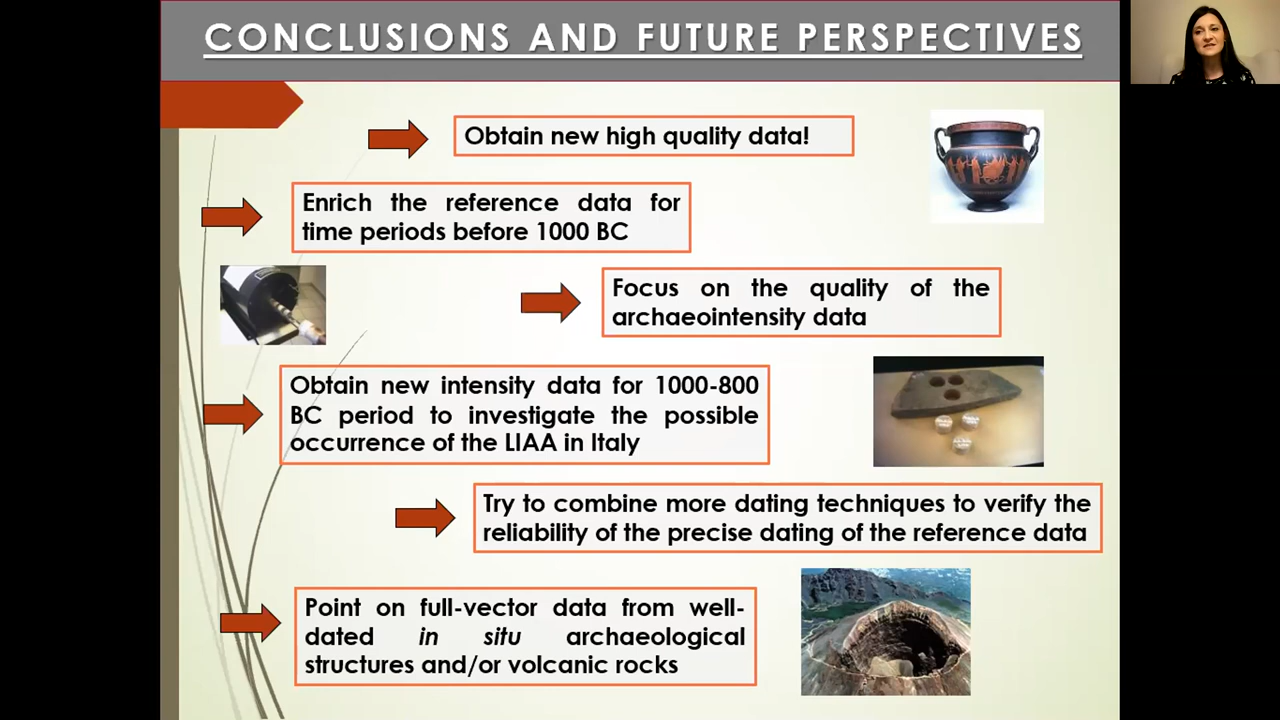 CONCLUSIONS AND FUTURE PERSPECTIVES
Obtain new high quality data!
Enrich the reference data for
time periods before 1000 BC
Focus on the quality of the
archaeointensity data
Obtain new intensity data for 1000-800
BC period to investigate the possible
occurrence of the LIAA in Italy
Try to combine more dating techniques to verify the
reliability of the precise dating of the reference data
Point on full-vector data from well-
dated in situ archaeological
structures and/or volcanic rocks